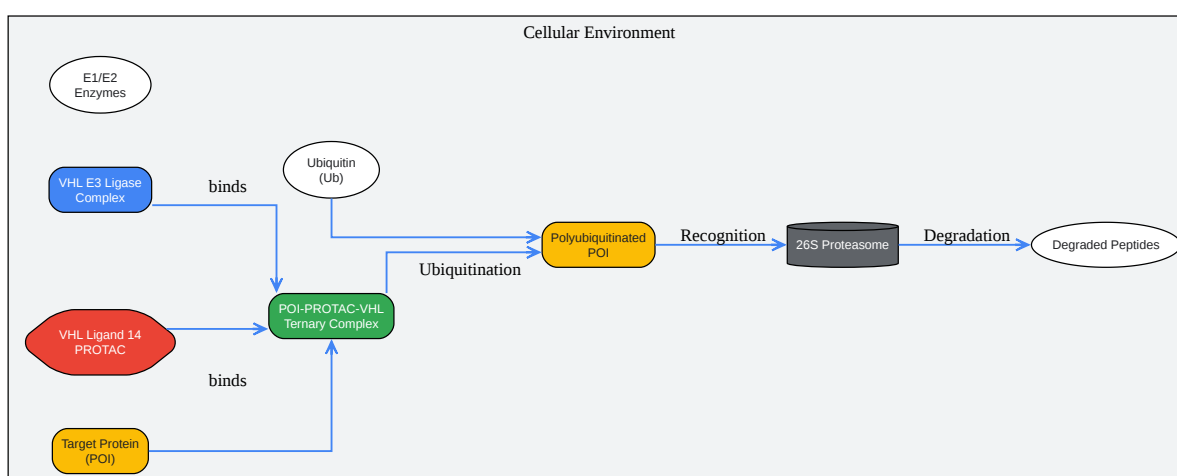 Cellular Environment
E1/E2
Enzymes
VHL E3 Ligase
Complex
binds
Ubiquitin
(Ub)
Polyubiquitinated
POI
Recognition
26S Proteasome
Degradation
Degraded Peptides
Ubiquitination
POI-PROTAC-VHL
Ternary Complex
VHL Ligand 14
PROTAC
binds
Target Protein
(POI)